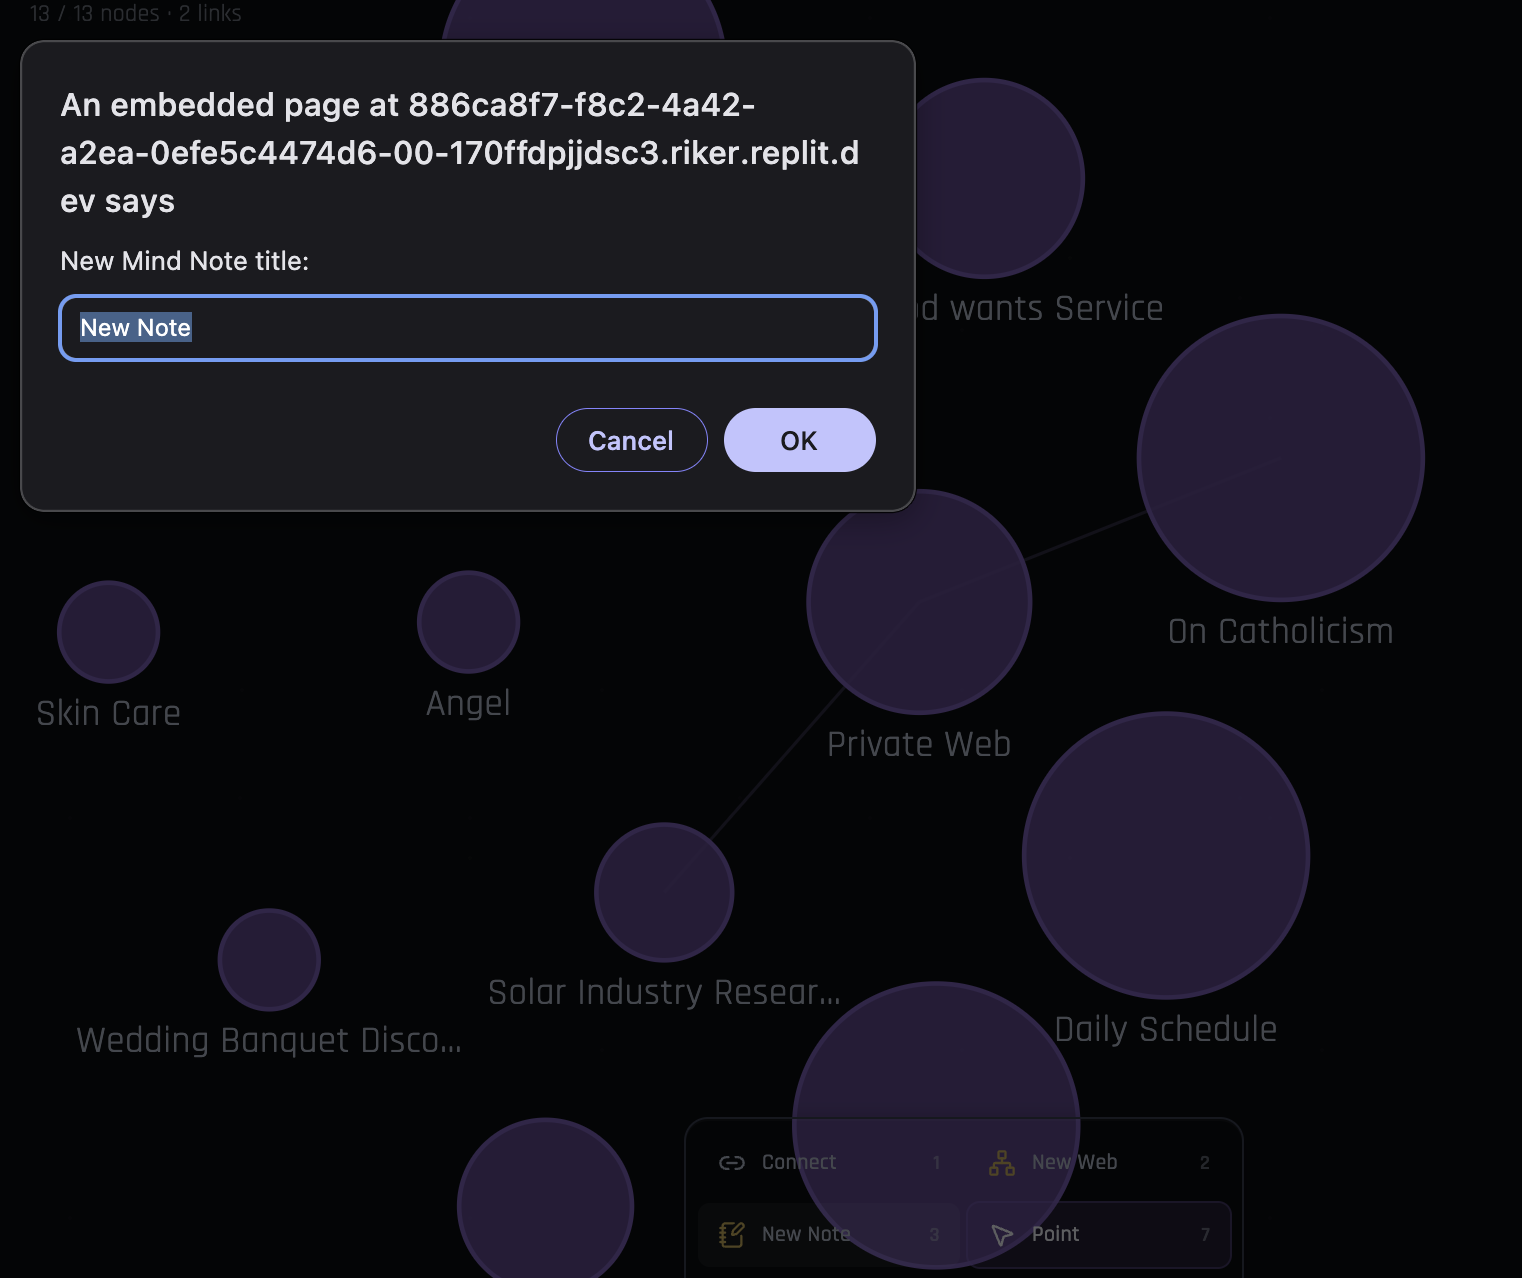 13 / 13 nodes · 2 links
An embedded page at 886ca8f7-f8c2-4a42-
a2ea-0efe5c4474d6-00-170ffdpjjdsc3.riker.replit.d
ev says
New Mind Note title:
New Note
Cancel
OK
wants Service
On Catholicism
Skin Care
Angel
Private Web
Solar Industry Resear...
Daily Schedule
Wedding Banquet Disco...
Connect 1
New Web 2
New Note 3
Point 7